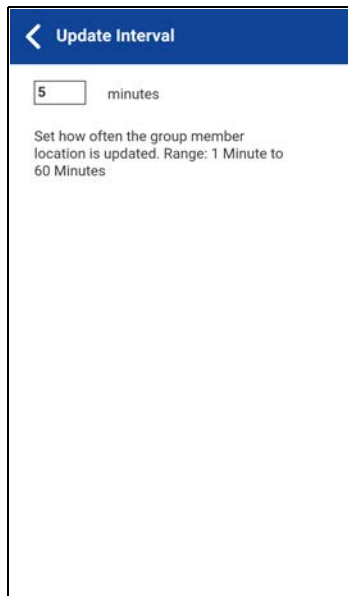 Update Interval
5 minutes
Set how often the group member
location is updated. Range: 1 Minute to
60 Minutes